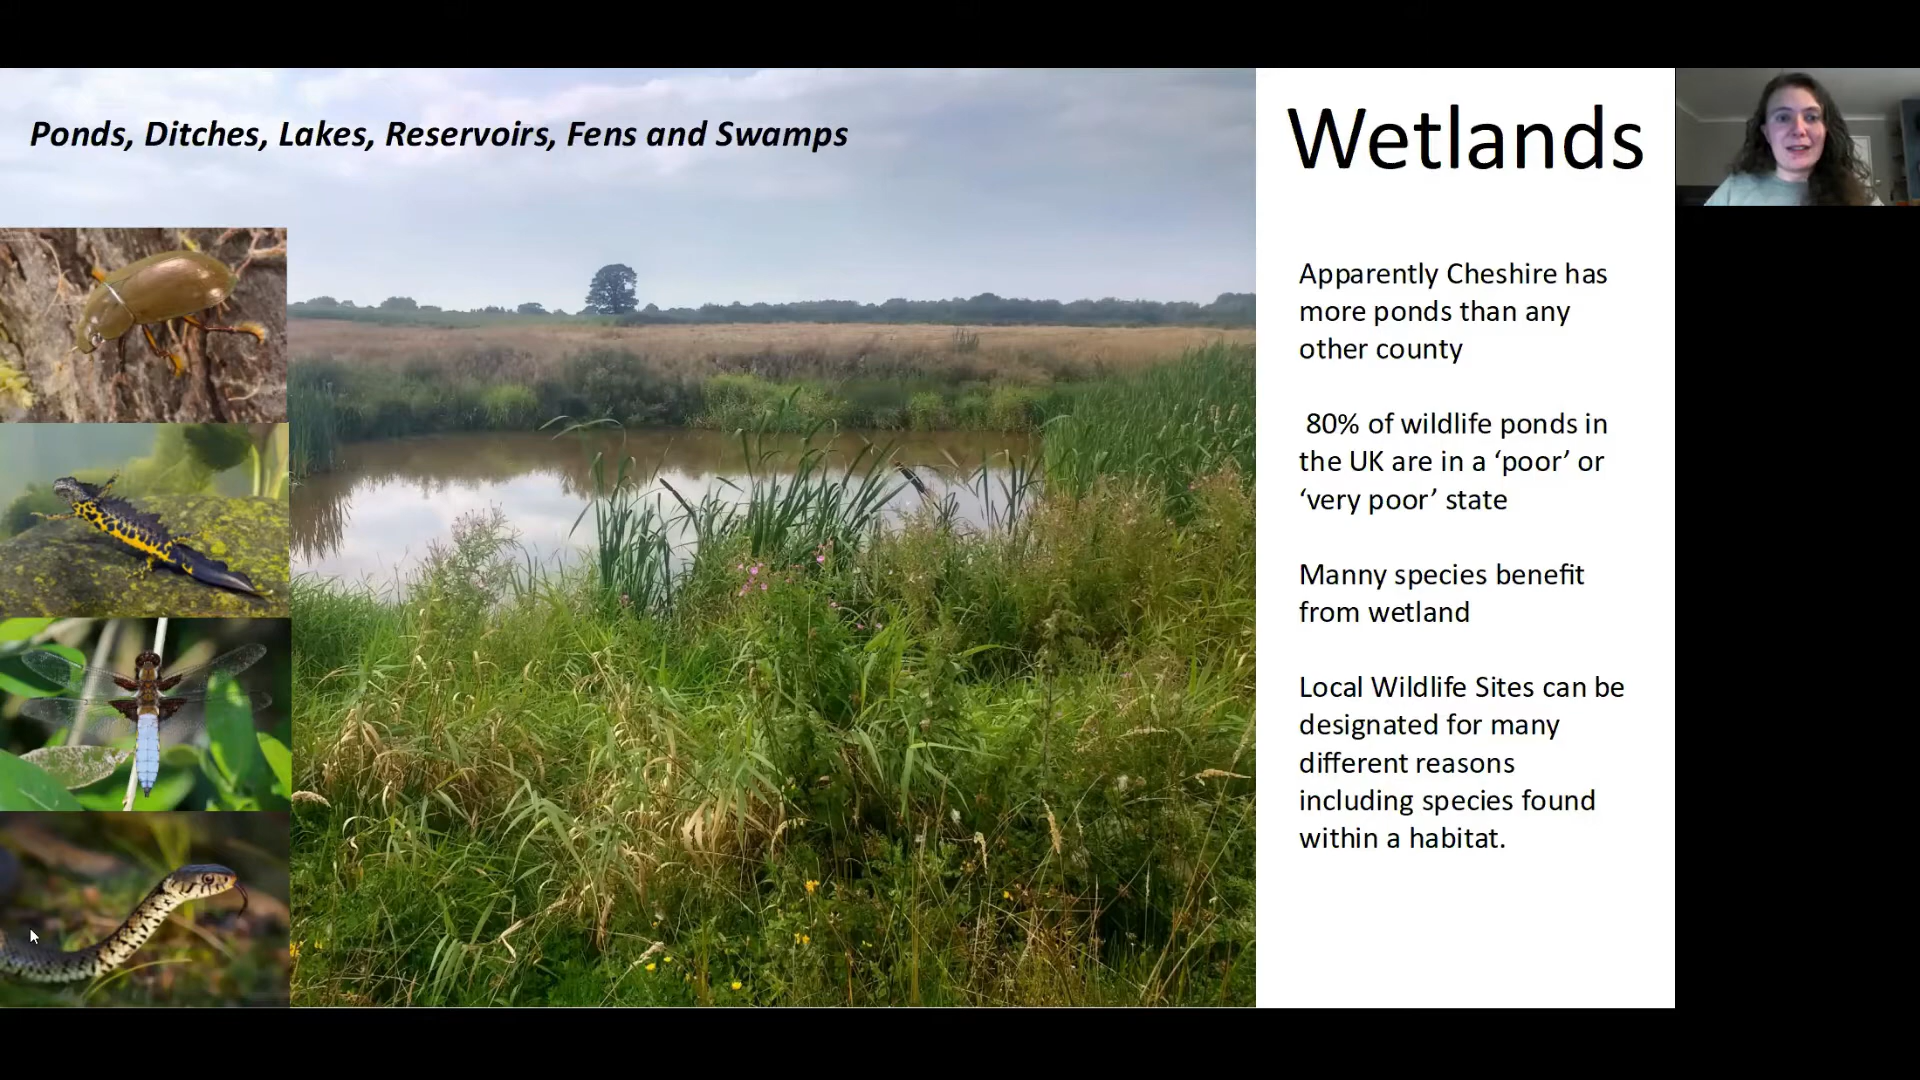 Ponds, Ditches, Lakes, Reservoirs, Fens and Swamps
Wetlands
Apparently Cheshire has
more ponds than any
other county
80% of wildlife ponds in
the UK are in a ‘poor’ or
‘very poor’ state
Manny species benefit
from wetland
Local Wildlife Sites can be
designated for many
different reasons
including species found
within a habitat.